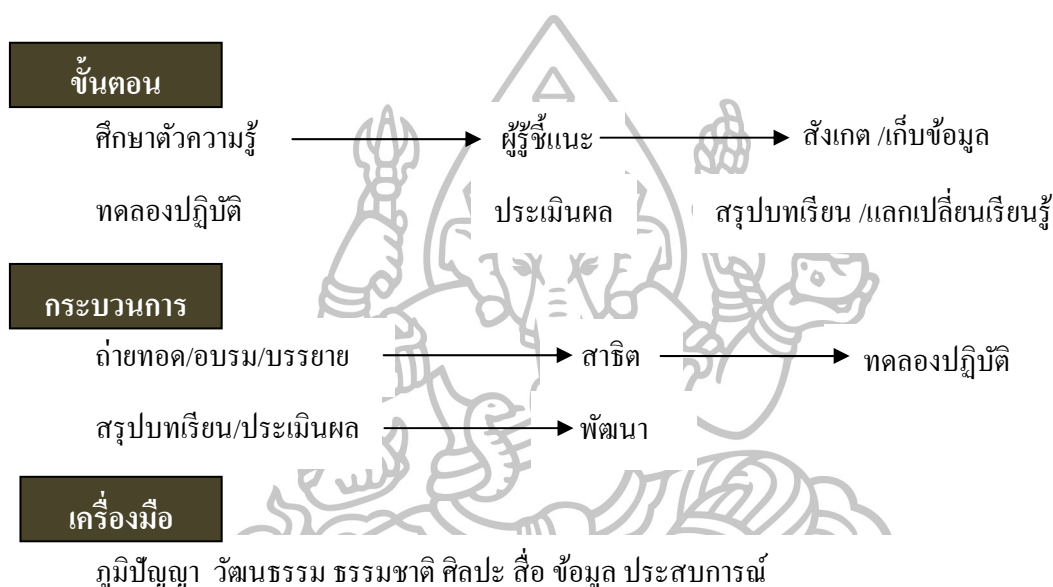 ขั้นตอน
ศึกษาตัวความรู้ ผู้รู้ชี้แนะ สังเกต /เก็บข้อมูล
ทดลองปฏิบัติ ประเมินผล สรุปบทเรียน /แลกเปลี่ยนเรียนรู้
กระบวนการ
ถ่ายทอด/อบรม/บรรยาย สาธิต ทดลองปฏิบัติ
สรุปบทเรียน/ประเมินผล พัฒนา
เครื่องมือ
ภูมิปัญญา วัฒนธรรม ธรรมชาติ ศิลปะ สื่อ ข้อมูล ประสบการณ์